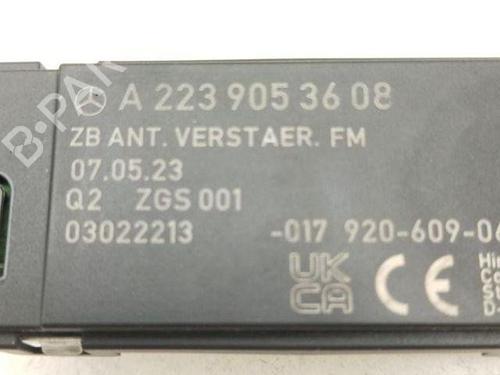 A 223 905 36 08
ZB ANT. VERSTAER. FM
07.05.23
Q2 ZGS 001
03022213 -017 920-609-06
UK
CA CE
B-PAR